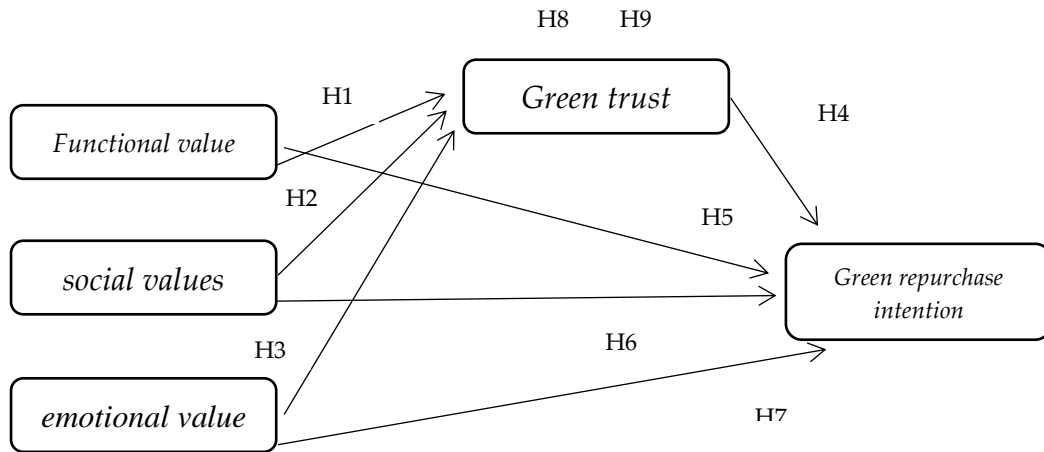 H8 H9
Green trust
H1
H4
Functional value
H2
H5
social values
Green repurchase
intention
H3
H6
emotional value
H7